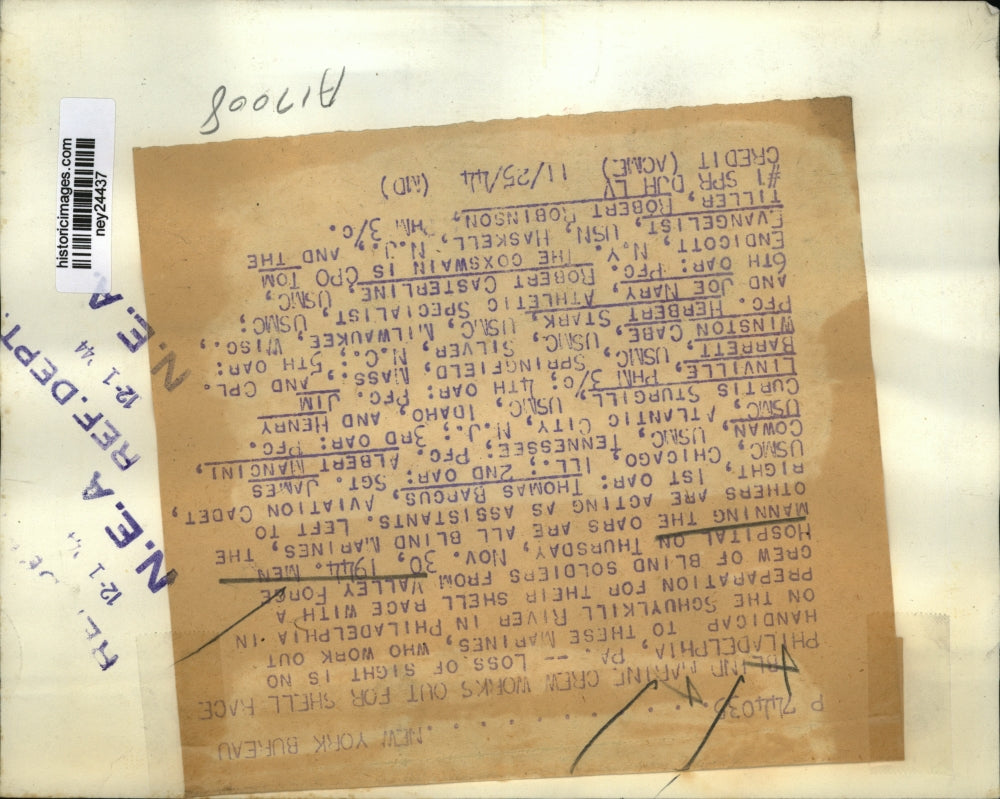 P 744035 . . . . . . . . . NEW YORK BUREAU
BLIND MARINE CREW WORKS OUT FOR SHELL RACE
PHILADELPHIA, PA. -- LOSS OF SIGHT IS NO
HANDICAP TO THESE MARINES, WHO WORK OUT
ON THE SCHUYLKILL RIVER IN PHILADELPHIA IN
PREPARATION FOR THEIR SHELL RACE WITH A
CREW OF BLIND SOLDIERS FROM VALLEY FORGE
HOSPITAL ON THURSDAY, NOV. 30, 1944. MEN
MANNING THE OARS ARE ALL BLIND MARINES, THE
OTHERS ARE ACTING AS ASSISTANTS. LEFT TO
RIGHT, 1ST OAR: THOMAS BARGUS, AVIATION CADET,
USMC, CHICAGO, ILL.; 2ND OAR: SGT. JAMES
COWAN, USMC, TENNESSEE: PFC. ALBERT MANCINI,
USMC, ATLANTIC CITY, N.J.: 3RD OAR: PFC.
CURTIS STURGILL, USMC, IDAHO, AND HENRY
LINVILLE, PHM 3/C; 4TH OAR: PFC. JIM
BARRETT, USMC, SPRINGFIELD, MASS., AND CPL.
WINSTON CABE, USMC, SILVER, N.C.; 5TH OAR:
PFC. HERBERT STARK, USMC, MILWAUKEE, WISC.,
AND JOE NARY, ATHLETIC SPECIALIST, USMC;
6TH OAR: PFC. ROBERT CASTERLINE, USMC,
ENDICOTT, N.Y. THE COXSWAIN IS CPO TOM
EVANGELIST, USN, HASKELL, N.J., AND THE
TILLER, ROBERT ROBINSON, PHM 3/C.
#1 SPR DJH LV
CREDIT (ACME) 11/25/44 (MD)
A17008
historicimages.com
ney24437
N.E.A REF. DEPT.
12-1 '44
N.E.A
12-1 '44